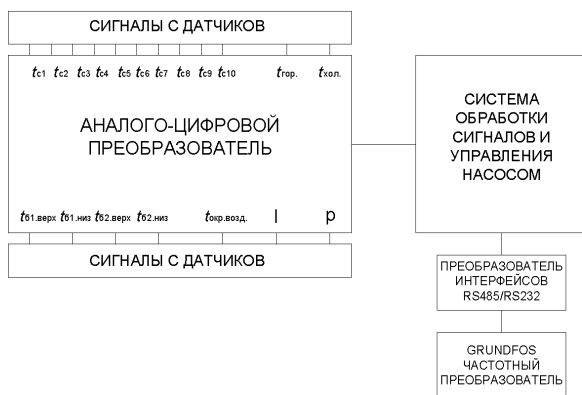 СИГНАЛЫ С ДАТЧИКОВ
tс1 tс2 tс3 tс4 tс5 tс6 tс7 tс8 tс9 tс10 tгор. tхол.
АНАЛОГО-ЦИФРОВОЙ
ПРЕОБРАЗОВАТЕЛЬ
tб1.верх tб1.низ tб2.верх tб2.низ tокр.возд. I p
СИГНАЛЫ С ДАТЧИКОВ
СИСТЕМА
ОБРАБОТКИ
СИГНАЛОВ И
УПРАВЛЕНИЯ
НАСОСОМ
ПРЕОБРАЗОВАТЕЛЬ
ИНТЕРФЕЙСОВ
RS485/RS232
GRUNDFOS
ЧАСТОТНЫЙ
ПРЕОБРАЗОВАТЕЛЬ